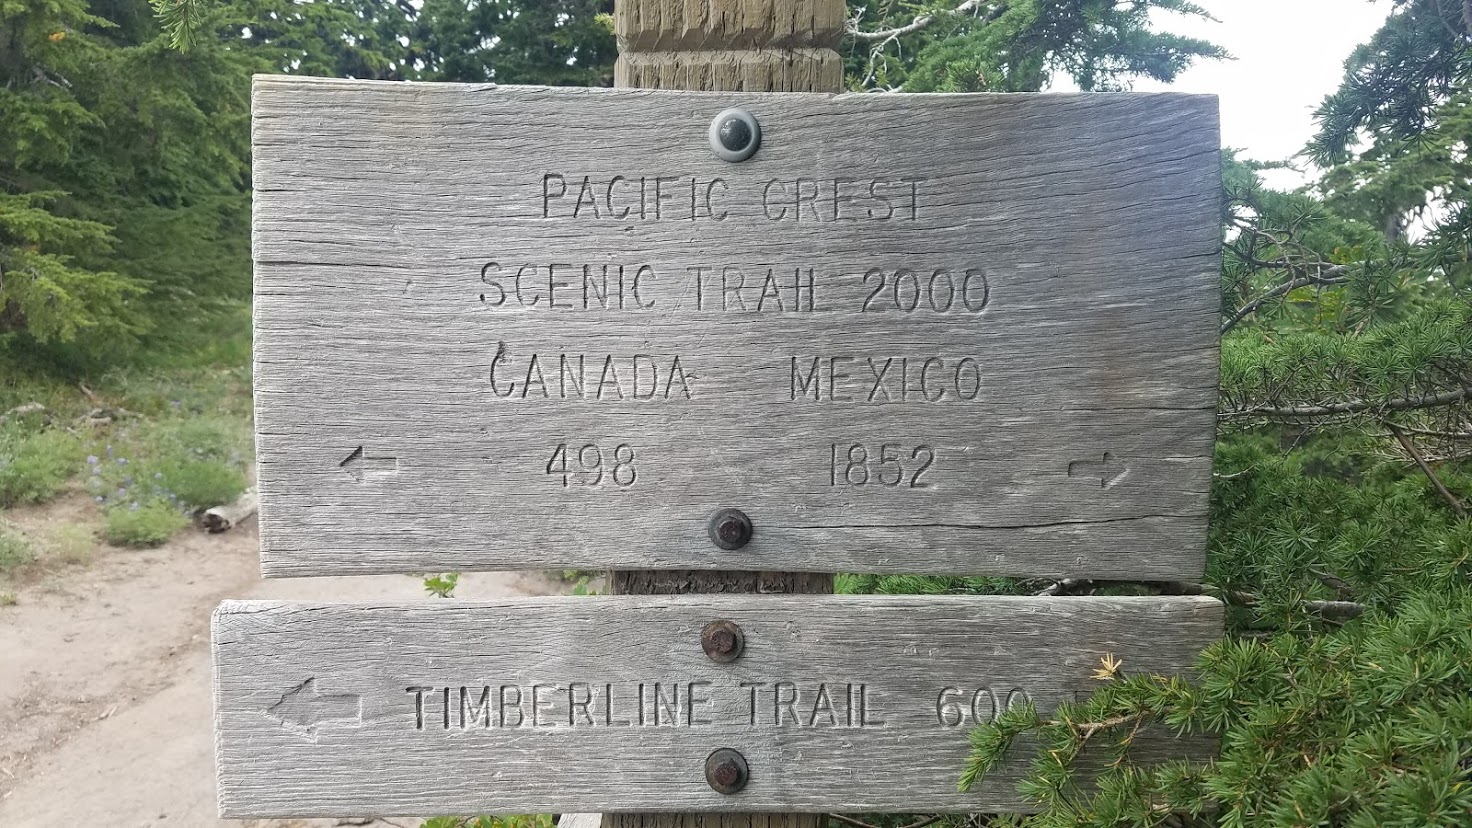 PACIFIC CREST
SCENIC TRAIL 2000
CANADA MEXICO
← 498 1852 →
← TIMBERLINE TRAIL 600